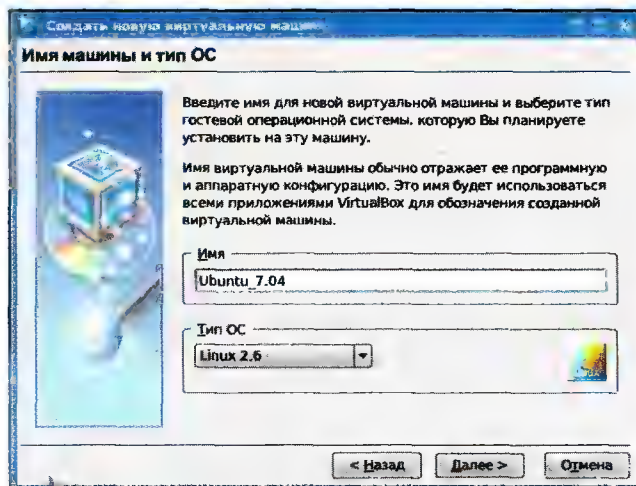 Создать новую виртуальную машину
Имя машины и тип ОС
Введите имя для новой виртуальной машины и выберите тип
гостевой операционной системы, которую Вы планируете
установить на эту машину.
Имя виртуальной машины обычно отражает ее программную
и аппаратную конфигурацию. Это имя будет использоваться
всеми приложениями VirtualBox для обозначения созданной
виртуальной машины.
Имя
Ubuntu_7.04
Тип ОС
Linux 2.6
< Назад
Далее >
Отмена